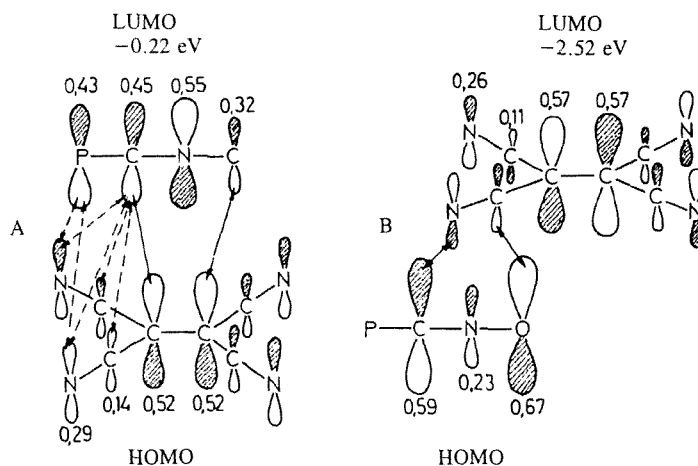 LUMO
−0.22 eV
0,43 0,45 0,55 0,32
P C N C
A
N C C C C N
N C C N
0,14 0,52 0,52
0,29
HOMO
LUMO
−2.52 eV
0,26 0,11 0,57 0,57
N C C C C N
N C C N
B
P C N O
0,23
0,59 0,67
HOMO